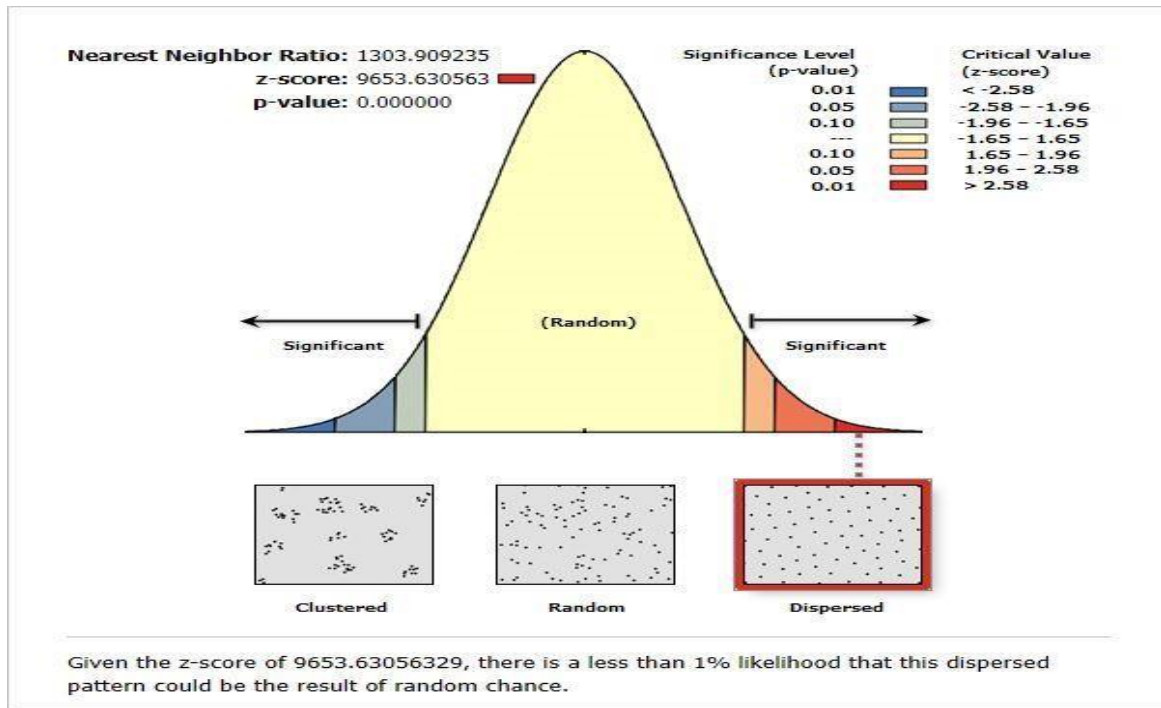 Nearest Neighbor Ratio: 1303.909235
z-score: 9653.630563
p-value: 0.000000
Significance Level
(p-value)
Critical Value
(z-score)
0.01 < -2.58
0.05 -2.58 - -1.96
0.10 -1.96 - -1.65
--- -1.65 - 1.65
0.10 1.65 - 1.96
0.05 1.96 - 2.58
0.01 > 2.58
Significant
(Random)
Significant
Clustered
Random
Dispersed
Given the z-score of 9653.63056329, there is a less than 1% likelihood that this dispersed
pattern could be the result of random chance.